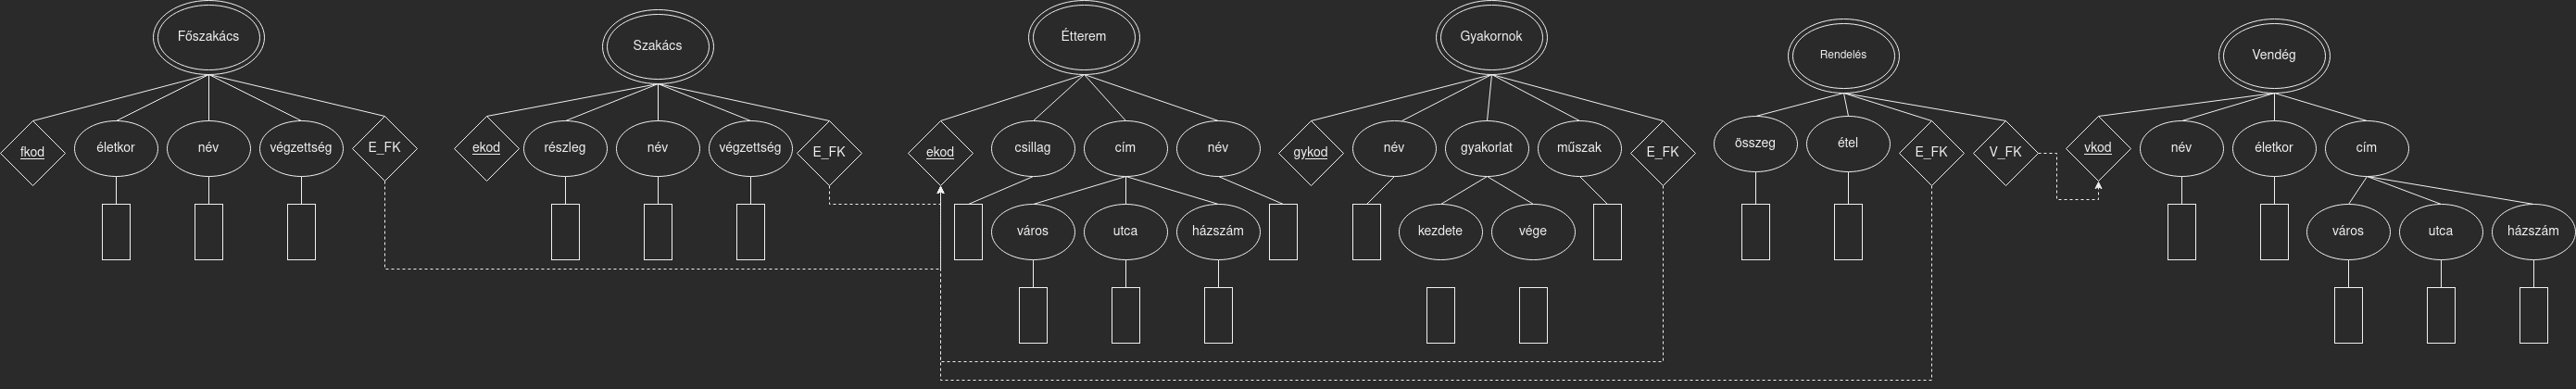 Főszakács
Szakács
Étterem
Gyakornok
Rendelés
Vendég
fkod
életkor
név
végzettség
E_FK
ekod
részleg
név
végzettség
E_FK
ekod
csillag
cím
név
gykod
név
gyakorlat
műszak
E_FK
összeg
étel
E_FK
V_FK
vkod
név
életkor
cím
város
utca
házszám
kezdete
vége
város
utca
házszám